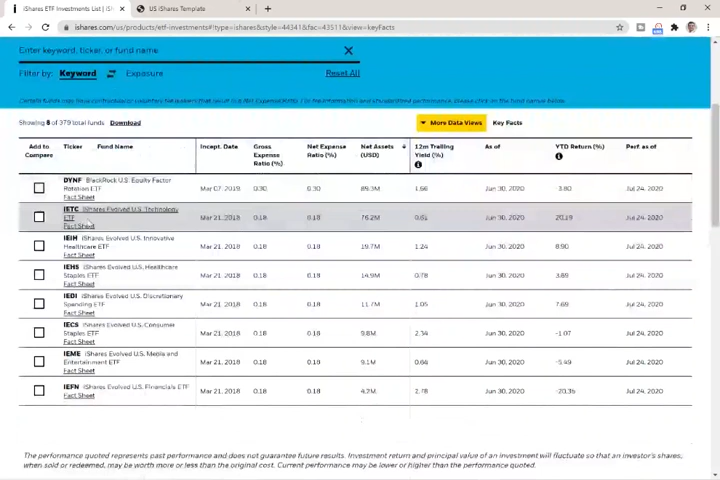 iShares ETF Investments List | 
US iShares Template
ishares.com/us/products/etf-investments#!type=ishares&style=44341&fac=43511&view=keyFacts
Enter keyword, ticker, or fund name
Filter by: Keyword Exposure Reset All
Showing 8 of 379 total funds Download More Data Views Key Facts
Add to Compare Ticker Fund Name Incept. Date Gross Expense Ratio (%) Net Expense Ratio (%) Net Assets (USD) 12m Trailing Yield (%) As of YTD Return (%) Perf. as of
DYNF BlackRock U.S. Equity Factor Rotation ETF Mar 07, 2019 0.30 0.30 89.3M 1.66 Jun 30, 2020 -3.80 Jul 24, 2020
IETC iShares Evolved U.S. Technology ETF Mar 21, 2018 0.18 0.18 76.2M 0.61 Jun 30, 2020 20.19 Jul 24, 2020
Fact Sheet
IEIH iShares Evolved U.S. Innovative Healthcare ETF Mar 21, 2018 0.18 0.18 19.7M 1.24 Jun 30, 2020 8.90 Jul 24, 2020
Fact Sheet
IEHS iShares Evolved U.S. Healthcare Staples ETF Mar 21, 2018 0.18 0.18 14.9M 0.78 Jun 30, 2020 3.89 Jul 24, 2020
Fact Sheet
IEDI iShares Evolved U.S. Discretionary Spending ETF Mar 21, 2018 0.18 0.18 11.7M 1.05 Jun 30, 2020 7.69 Jul 24, 2020
Fact Sheet
IECS iShares Evolved U.S. Consumer Staples ETF Mar 21, 2018 0.18 0.18 9.8M Jun 30, 2020 -1.07 Jul 24, 2020
Fact Sheet
IEME iShares Evolved U.S. Media and Entertainment ETF Mar 21, 2018 0.18 0.18 9.1M Jun 30, 2020 Jul 24, 2020
Fact Sheet
IEFN iShares Evolved U.S. Financials ETF Mar 21, 2018 0.18 0.18 4.2M Jun 30, 2020 Jul 24, 2020
Fact Sheet
The performance quoted represents past performance and does not guarantee future results. Investment return and principal value of an investment will fluctuate so that an investor's shares,
when sold or redeemed, may be worth more or less than the original cost. Current performance may be lower or higher than the performance quoted.